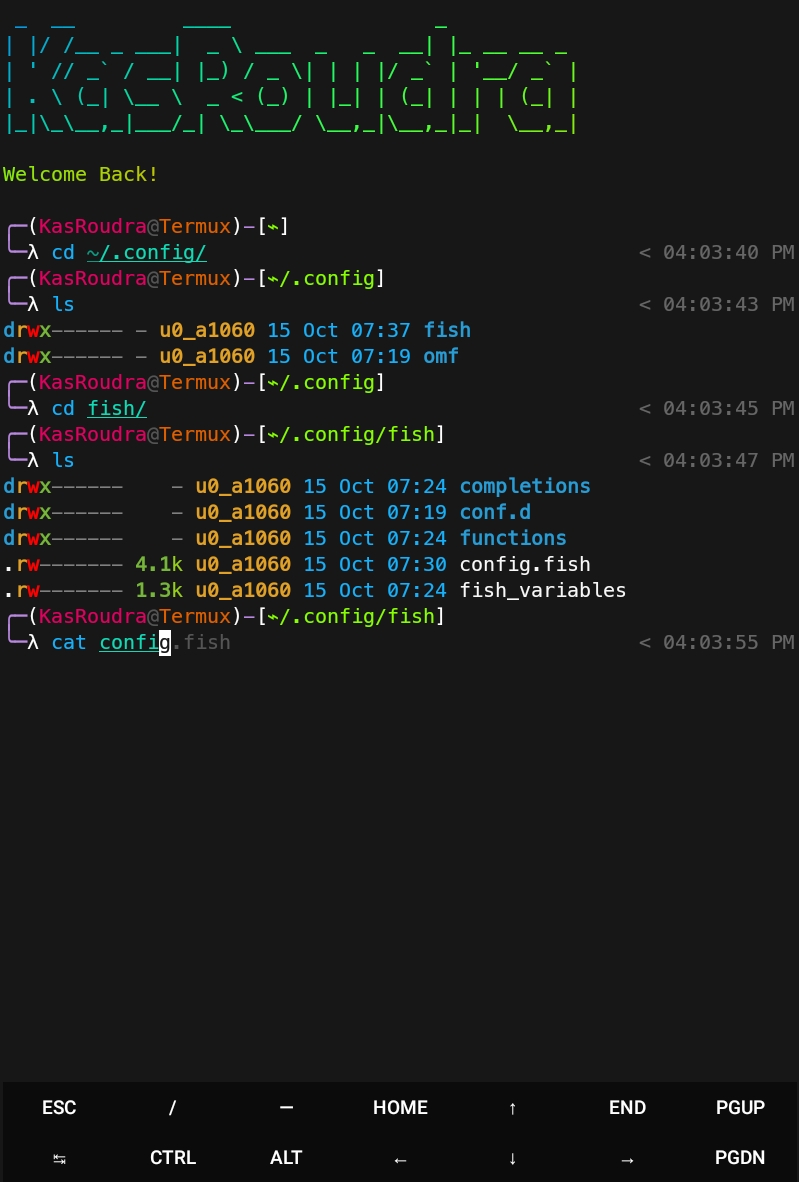 _  __         ____                 _
| |/ /__ _ ___|  _ \ ___  _   _  __| |_ __ __ _
| ' // _` / __| |_) / _ \| | | |/ _` | '__/ _` |
| . \ (_| \__ \  _ < (_) | |_| | (_| | | | (_| |
|_|\_\__,_|___/_| \_\___/ \__,_|\__,_|_|  \__,_|
Welcome Back!
╭─(KasRoudra@Termux)-[⌁]
╰─λ cd ~/.config/ < 04:03:40 PM
╭─(KasRoudra@Termux)-[⌁/.config]
╰─λ ls < 04:03:43 PM
drwx------ - u0_a1060 15 Oct 07:37 fish
drwx------ - u0_a1060 15 Oct 07:19 omf
╭─(KasRoudra@Termux)-[⌁/.config]
╰─λ cd fish/ < 04:03:45 PM
╭─(KasRoudra@Termux)-[⌁/.config/fish]
╰─λ ls < 04:03:47 PM
drwx------    - u0_a1060 15 Oct 07:24 completions
drwx------    - u0_a1060 15 Oct 07:19 conf.d
drwx------    - u0_a1060 15 Oct 07:24 functions
.rw------- 4.1k u0_a1060 15 Oct 07:30 config.fish
.rw------- 1.3k u0_a1060 15 Oct 07:24 fish_variables
╭─(KasRoudra@Termux)-[⌁/.config/fish]
╰─λ cat config.fish < 04:03:55 PM
ESC / — HOME ↑ END PGUP
↹ CTRL ALT ← ↓ → PGDN